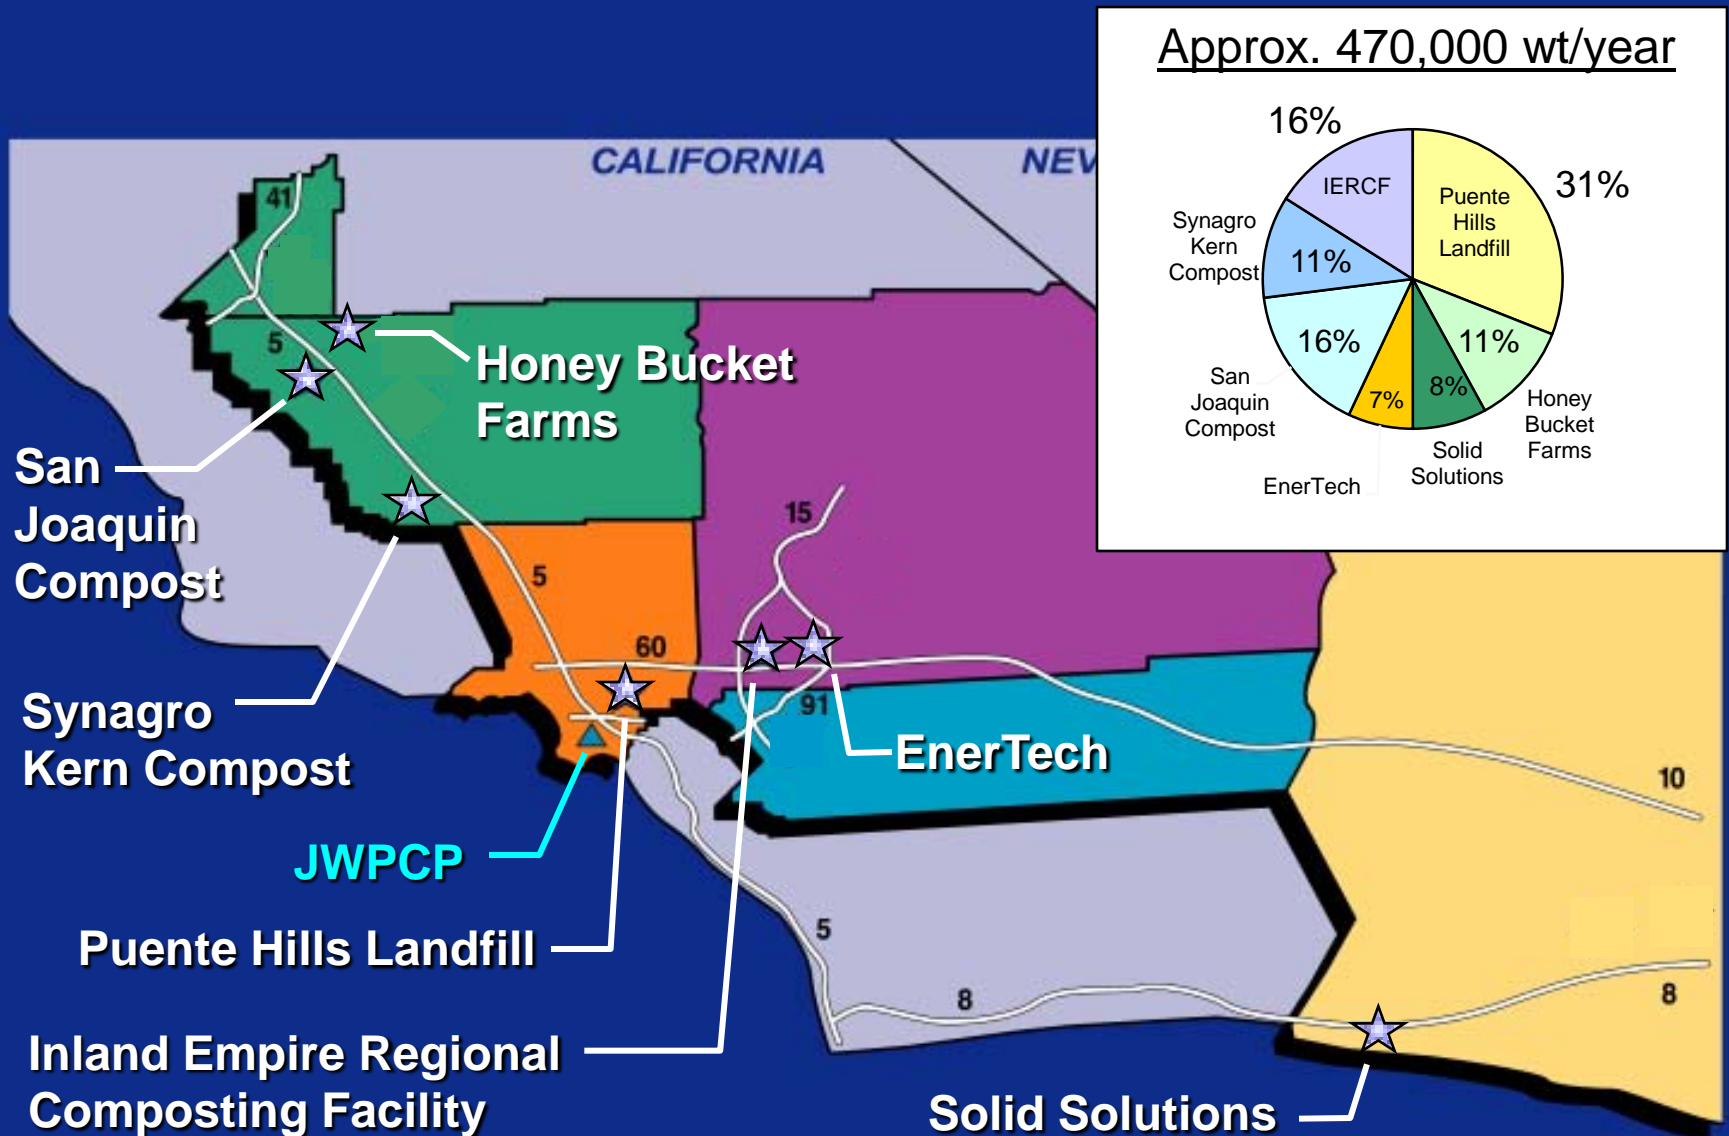 Approx. 470,000 wt/year
16%
IERCF
Puente
Hills
Landfill
31%
Synagro
Kern
Compost
11%
16%
11%
8%
7%
San
Joaquin
Compost
Honey
Bucket
Farms
Solid
Solutions
EnerTech
CALIFORNIA
NEV
41
5
Honey Bucket
Farms
San
Joaquin
Compost
15
5
60
Synagro
Kern Compost
91
EnerTech
10
JWPCP
Puente Hills Landfill
5
8
8
Inland Empire Regional
Composting Facility
Solid Solutions